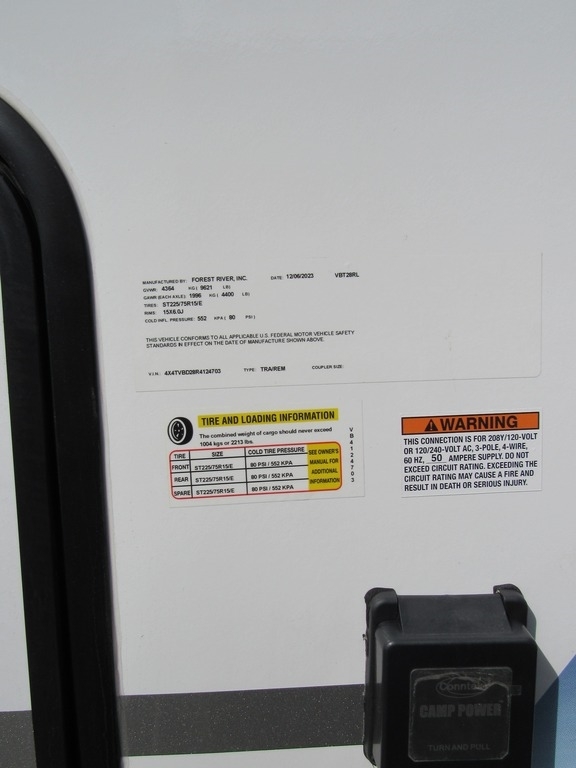 MANUFACTURED BY: FOREST RIVER, INC. DATE: 12/06/2023 VBT28RL
GVWR: 4364 KG ( 9621 LB)
GAWR (EACH AXLE): 1996 KG ( 4400 LB)
TIRES: ST225/75R15/E
RIMS: 15X6.0J
COLD INFL. PRESSURE: 552 KPA ( 80 PSI)
THIS VEHICLE CONFORMS TO ALL APPLICABLE U.S. FEDERAL MOTOR VEHICLE SAFETY
STANDARDS IN EFFECT ON THE DATE OF MANUFACTURE SHOWN ABOVE.
V.I.N.: 4X4TVBD28R4124703 TYPE: TRA/REM COUPLER SIZE:
TIRE AND LOADING INFORMATION
The combined weight of cargo should never exceed
1004 kgs or 2213 lbs.
TIRE SIZE COLD TIRE PRESSURE
FRONT ST225/75R15/E 80 PSI / 552 KPA
REAR ST225/75R15/E 80 PSI / 552 KPA
SPARE ST225/75R15/E 80 PSI / 552 KPA
SEE OWNER'S
MANUAL FOR
ADDITIONAL
INFORMATION
VB4124703
WARNING
THIS CONNECTION IS FOR 208Y/120-VOLT
OR 120/240-VOLT AC, 3-POLE, 4-WIRE,
60 HZ, 50 AMPERE SUPPLY. DO NOT
EXCEED CIRCUIT RATING. EXCEEDING THE
CIRCUIT RATING MAY CAUSE A FIRE AND
RESULT IN DEATH OR SERIOUS INJURY.
CAMP POWER
TURN AND PULL